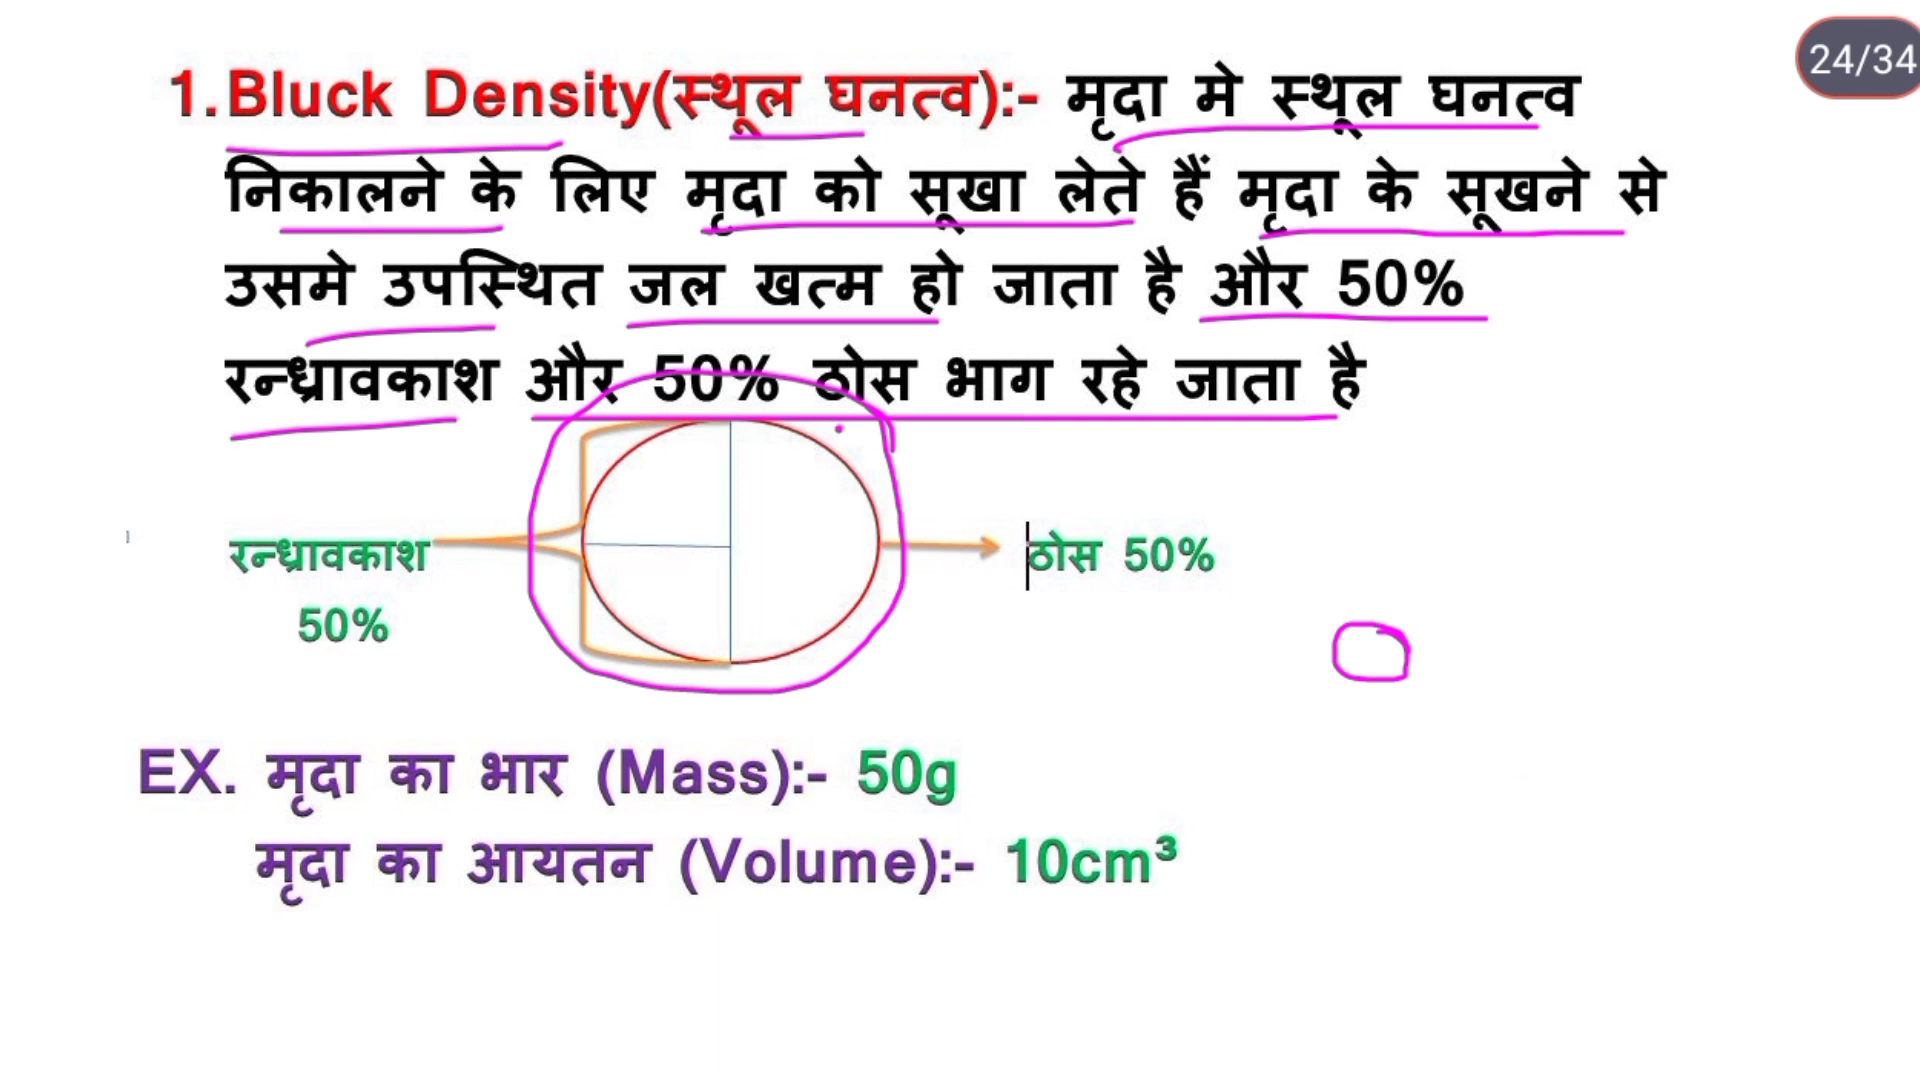 24/34
1.Bluck Density(स्थूल घनत्व):- मृदा मे स्थूल घनत्व
निकालने के लिए मृदा को सूखा लेते हैं मृदा के सूखने से
उसमे उपस्थित जल खत्म हो जाता है और 50%
रन्ध्रावकाश और 50% ठोस भाग रहे जाता है
रन्ध्रावकाश
50%
ठोस 50%
EX. मृदा का भार (Mass):- 50g
मृदा का आयतन (Volume):- 10cm³